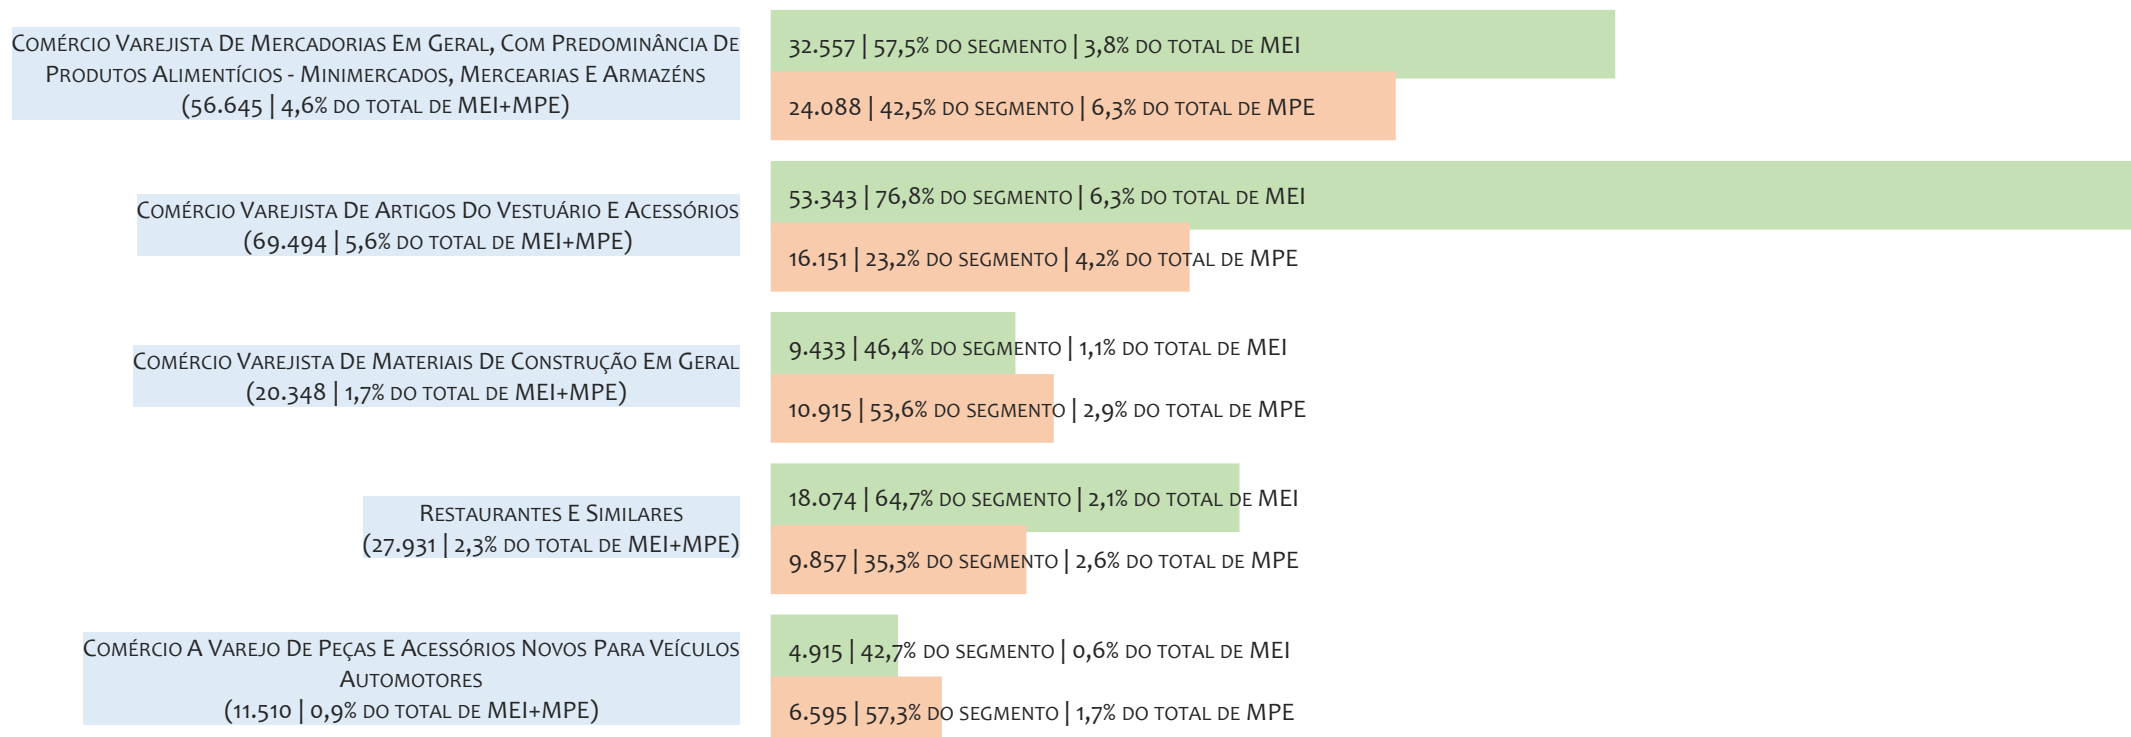 Comércio Varejista De Mercadorias Em Geral, Com Predominância De
Produtos Alimentícios - Minimercados, Mercearias E Armazéns
(56.645 | 4,6% do total de MEI+MPE)
32.557 | 57,5% do segmento | 3,8% do total de MEI
24.088 | 42,5% do segmento | 6,3% do total de MPE
Comércio Varejista De Artigos Do Vestuário E Acessórios
(69.494 | 5,6% do total de MEI+MPE)
53.343 | 76,8% do segmento | 6,3% do total de MEI
16.151 | 23,2% do segmento | 4,2% do total de MPE
Comércio Varejista De Materiais De Construção Em Geral
(20.348 | 1,7% do total de MEI+MPE)
9.433 | 46,4% do segmento | 1,1% do total de MEI
10.915 | 53,6% do segmento | 2,9% do total de MPE
Restaurantes E Similares
(27.931 | 2,3% do total de MEI+MPE)
18.074 | 64,7% do segmento | 2,1% do total de MEI
9.857 | 35,3% do segmento | 2,6% do total de MPE
Comércio A Varejo De Peças E Acessórios Novos Para Veículos
Automotores
(11.510 | 0,9% do total de MEI+MPE)
4.915 | 42,7% do segmento | 0,6% do total de MEI
6.595 | 57,3% do segmento | 1,7% do total de MPE